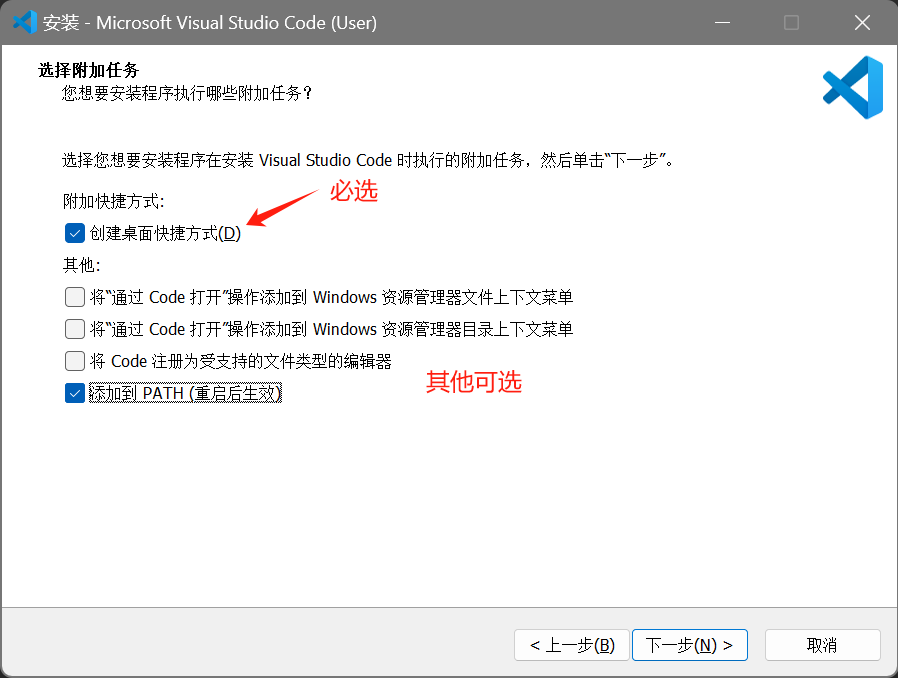 安装 - Microsoft Visual Studio Code (User)
选择附加任务
您想要安装程序执行哪些附加任务？
选择您想要安装程序在安装 Visual Studio Code 时执行的附加任务，然后单击“下一步”。
附加快捷方式:
必选
创建桌面快捷方式(D)
其他:
将“通过 Code 打开”操作添加到 Windows 资源管理器文件上下文菜单
将“通过 Code 打开”操作添加到 Windows 资源管理器目录上下文菜单
将 Code 注册为受支持的文件类型的编辑器
其他可选
添加到 PATH (重启后生效)
< 上一步(B) 下一步(N) > 取消